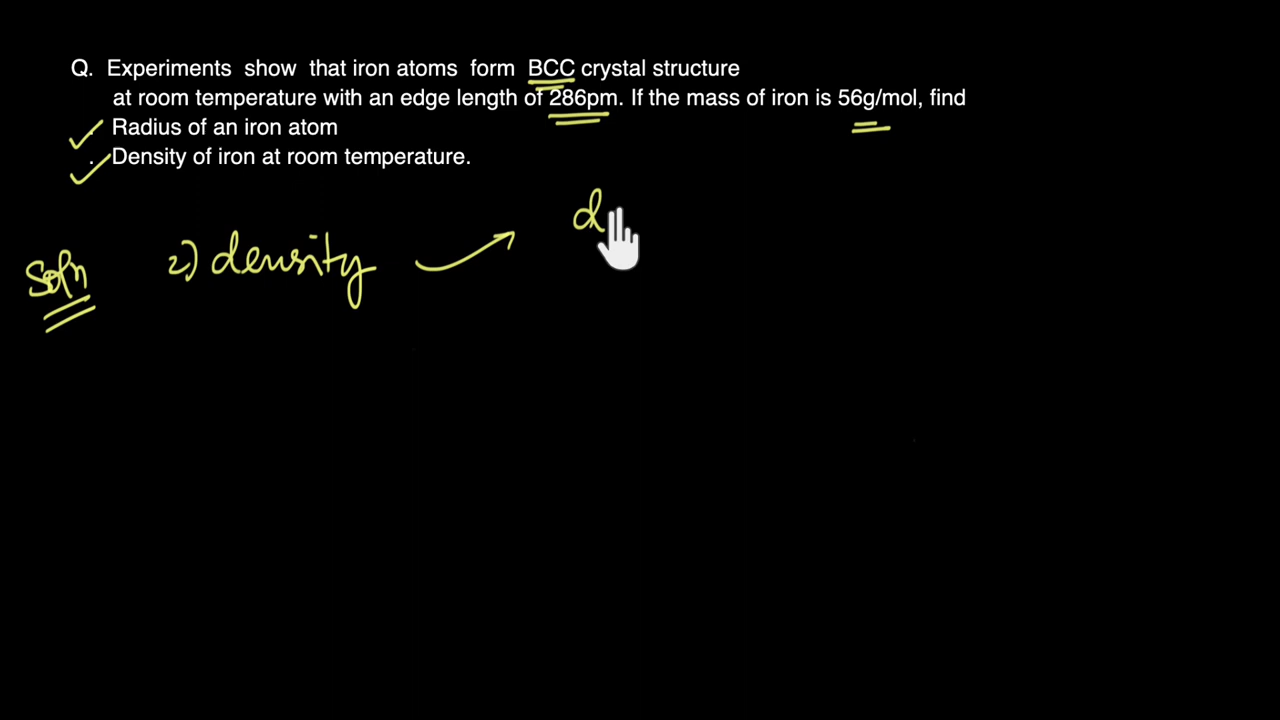 Q. Experiments show that iron atoms form BCC crystal structure
at room temperature with an edge length of 286pm. If the mass of iron is 56g/mol, find
. Radius of an iron atom
. Density of iron at room temperature.
Soln 2) density d